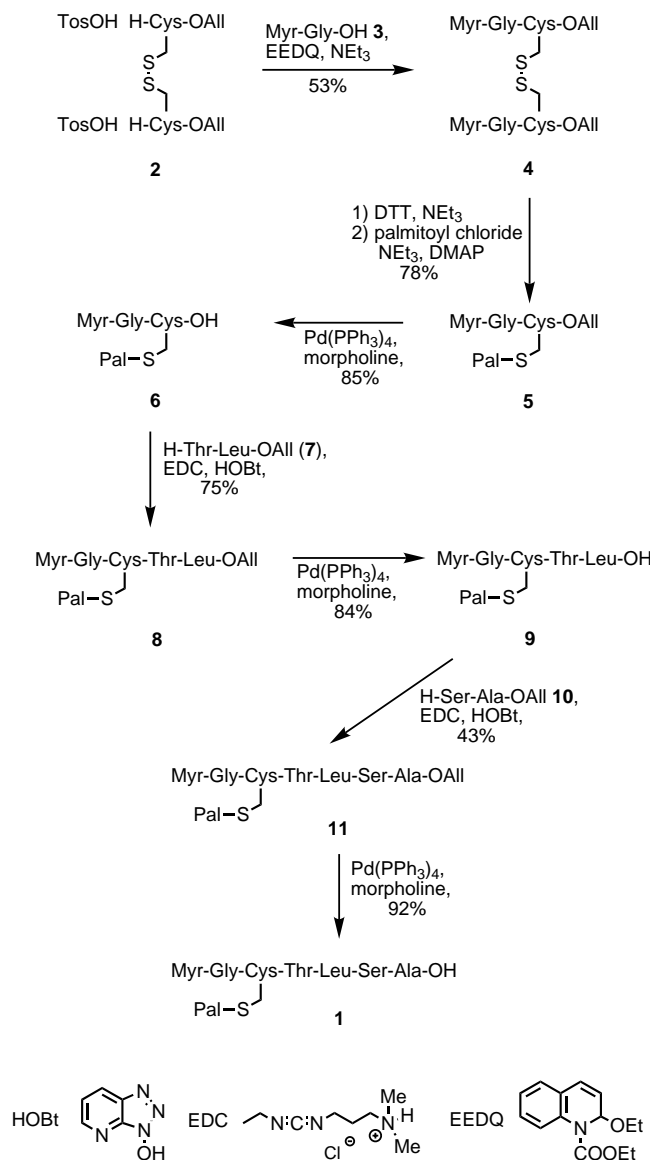 TosOH H-Cys-OAll
S
S
TosOH H-Cys-OAll
2
Myr-Gly-OH 3,
EEDQ, NEt3
53%
Myr-Gly-Cys-OAll
S
S
Myr-Gly-Cys-OAll
4
1) DTT, NEt3
2) palmitoyl chloride
NEt3, DMAP
78%
Myr-Gly-Cys-OH
Pal-S
6
Pd(PPh3)4,
morpholine,
85%
Myr-Gly-Cys-OAll
Pal-S
5
H-Thr-Leu-OAll (7),
EDC, HOBt,
75%
Myr-Gly-Cys-Thr-Leu-OAll
Pal-S
8
Pd(PPh3)4,
morpholine,
84%
Myr-Gly-Cys-Thr-Leu-OH
Pal-S
9
H-Ser-Ala-OAll 10,
EDC, HOBt,
43%
Myr-Gly-Cys-Thr-Leu-Ser-Ala-OAll
Pal-S
11
Pd(PPh3)4,
morpholine,
92%
Myr-Gly-Cys-Thr-Leu-Ser-Ala-OH
Pal-S
1
HOBt
N
N
N
N
OH
EDC
N=C=N
Me
N H
Me
Cl ⊖ ⊕
EEDQ
N OEt
COOEt